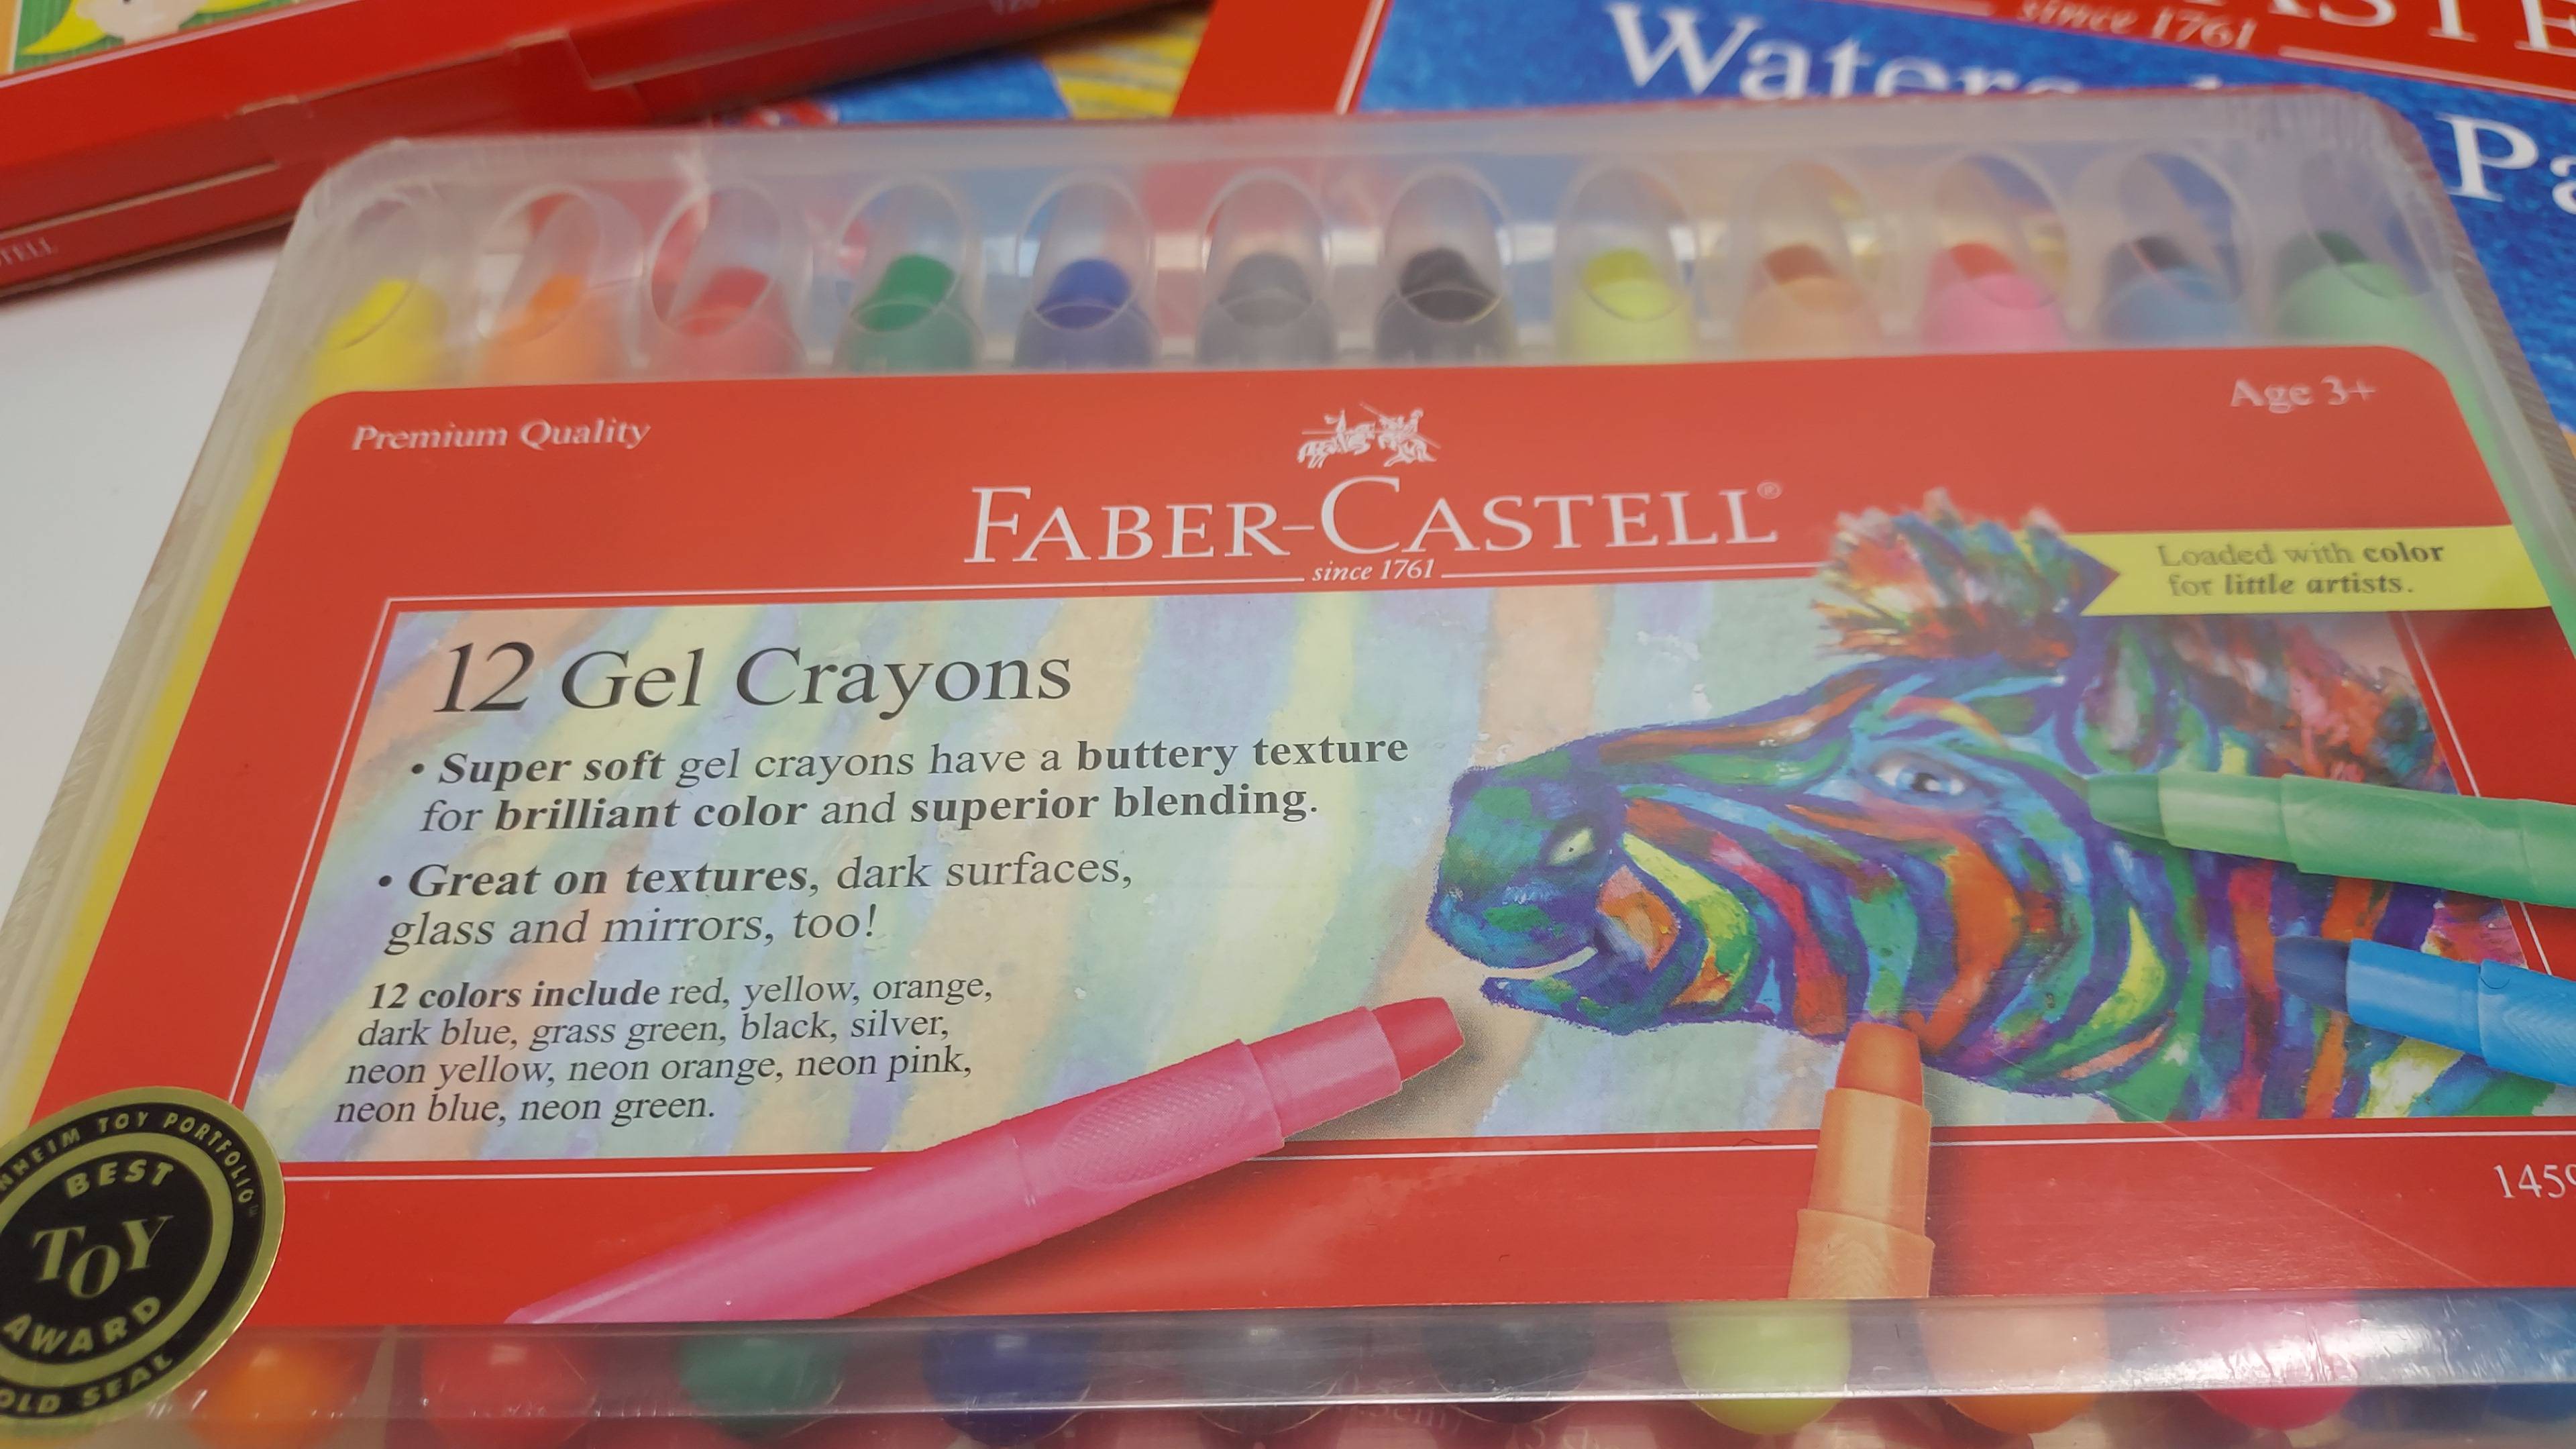 since 1761
Premium Quality
Age 3+
FABER-CASTELL®
since 1761
Loaded with color
for little artists.
12 Gel Crayons
• Super soft gel crayons have a buttery texture
for brilliant color and superior blending.
• Great on textures, dark surfaces,
glass and mirrors, too!
12 colors include red, yellow, orange,
dark blue, grass green, black, silver,
neon yellow, neon orange, neon pink,
neon blue, neon green.
TOY PORTFOLIO
BEST
TOY
AWARD
SEAL